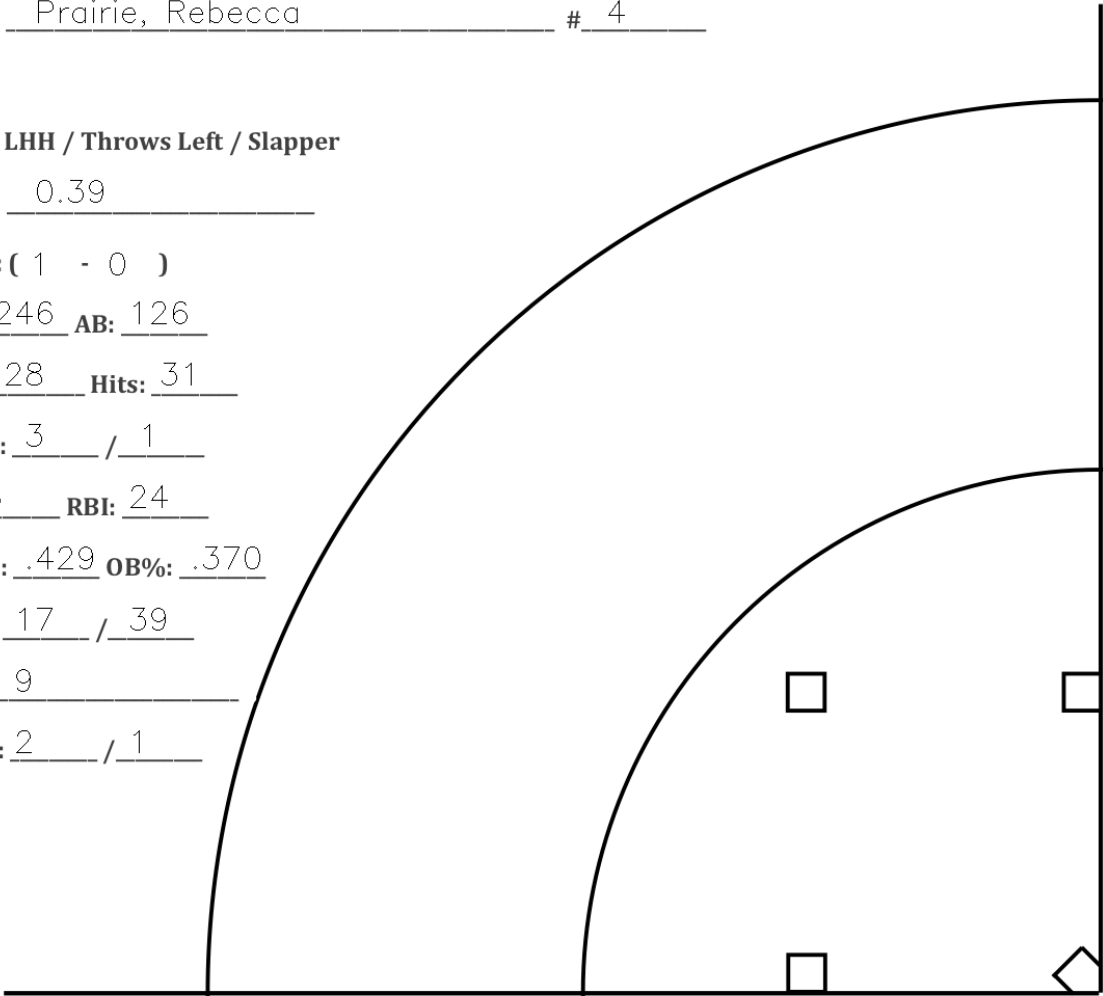 Prairie, Rebecca # 4
LHH / Throws Left / Slapper
0.39
: ( 1 - 0 )
246 AB: 126
28 Hits: 31
: 3 / 1
RBI: 24
: .429 OB%: .370
17 / 39
9
: 2 / 1